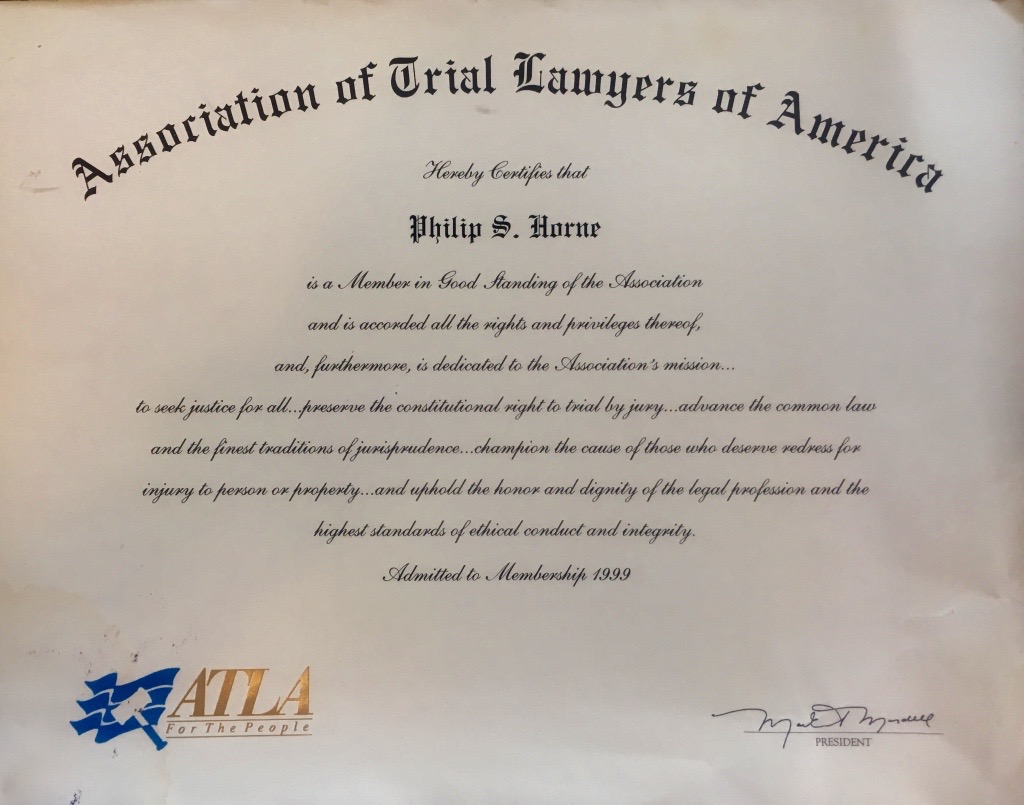 Association of Trial Lawyers of America
Hereby Certifies that
Philip S. Horne
is a Member in Good Standing of the Association
and is accorded all the rights and privileges thereof,
and, furthermore, is dedicated to the Association's mission...
to seek justice for all...preserve the constitutional right to trial by jury...advance the common law
and the finest traditions of jurisprudence...champion the cause of those who deserve redress for
injury to person or property...and uphold the honor and dignity of the legal profession and the
highest standards of ethical conduct and integrity.
Admitted to Membership 1999
ATLA
For The People
PRESIDENT